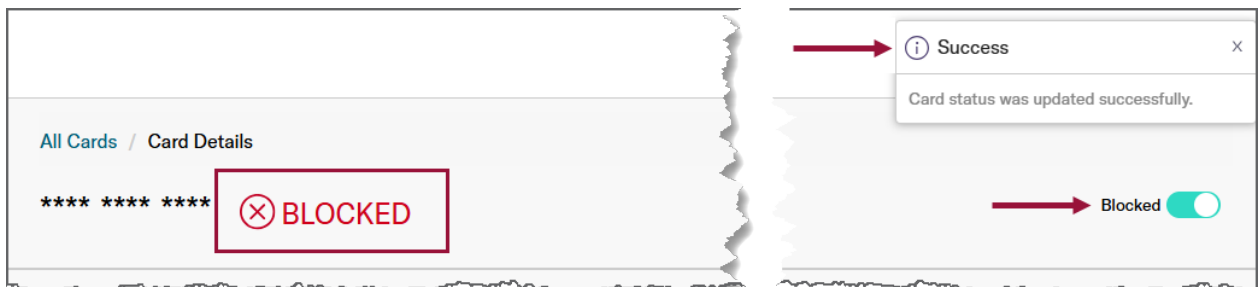 Success
X
Card status was updated successfully.
All Cards / Card Details
**** **** ****
BLOCKED
Blocked